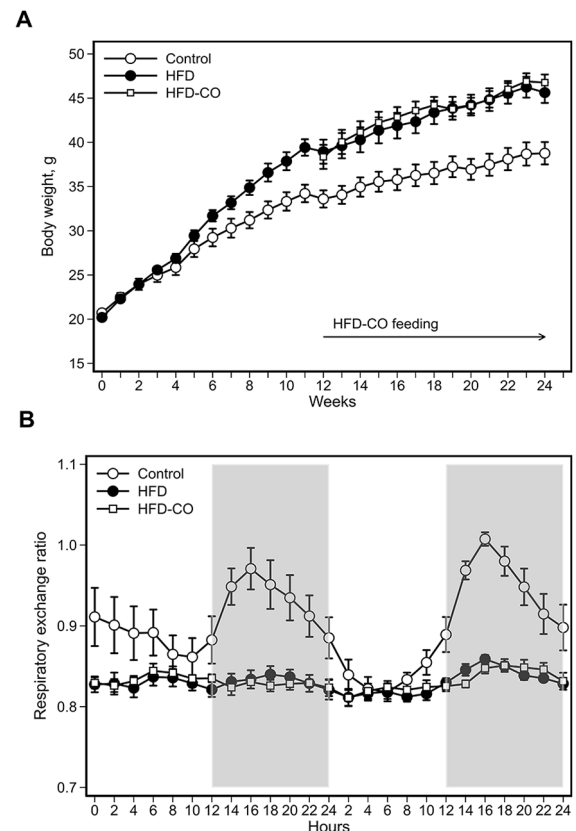 A
50
45
40
35
30
25
20
15
Body weight, g
Control
HFD
HFD-CO
HFD-CO feeding
0 2 4 6 8 10 12 14 16 18 20 22 24
Weeks
B
1.1
1.0
0.9
0.8
0.7
Respiratory exchange ratio
Control
HFD
HFD-CO
0 2 4 6 8 10 12 14 16 18 20 22 24 2 4 6 8 10 12 14 16 18 20 22 24
Hours